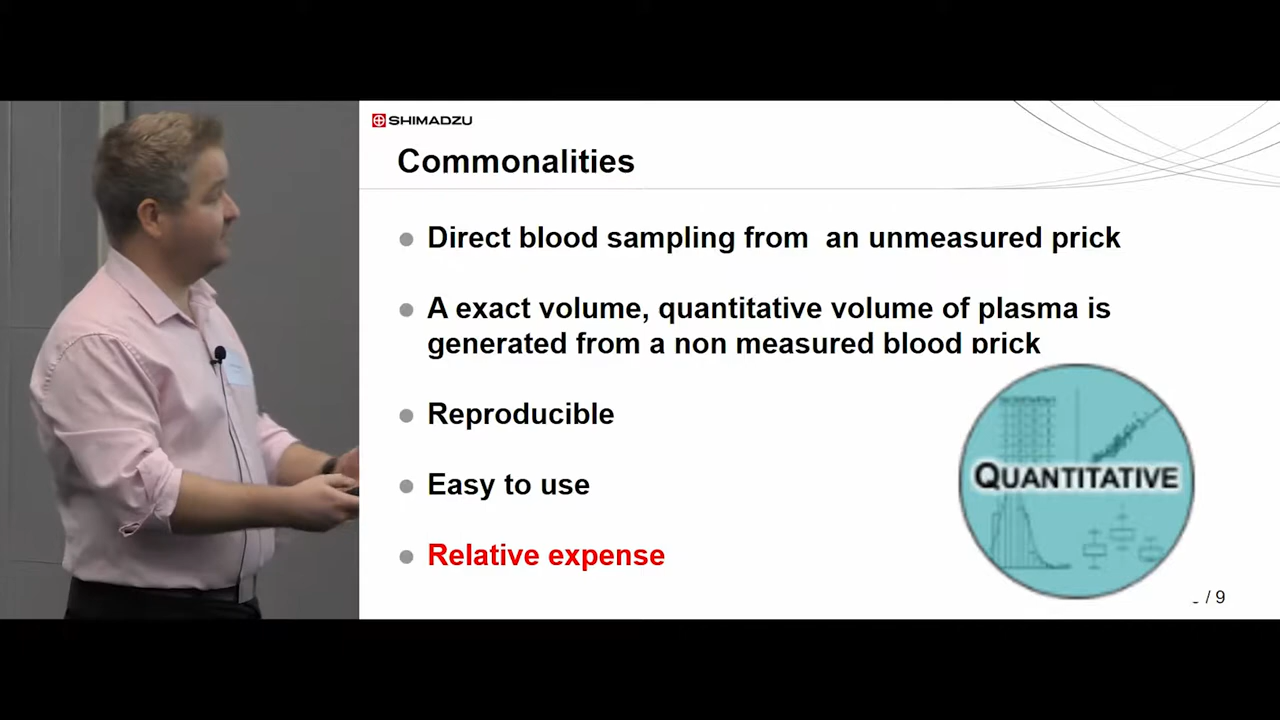 SHIMADZU
Commonalities
Direct blood sampling from an unmeasured prick
A exact volume, quantitative volume of plasma is
generated from a non measured blood prick
Reproducible
Easy to use
QUANTITATIVE
Relative expense
/ 9